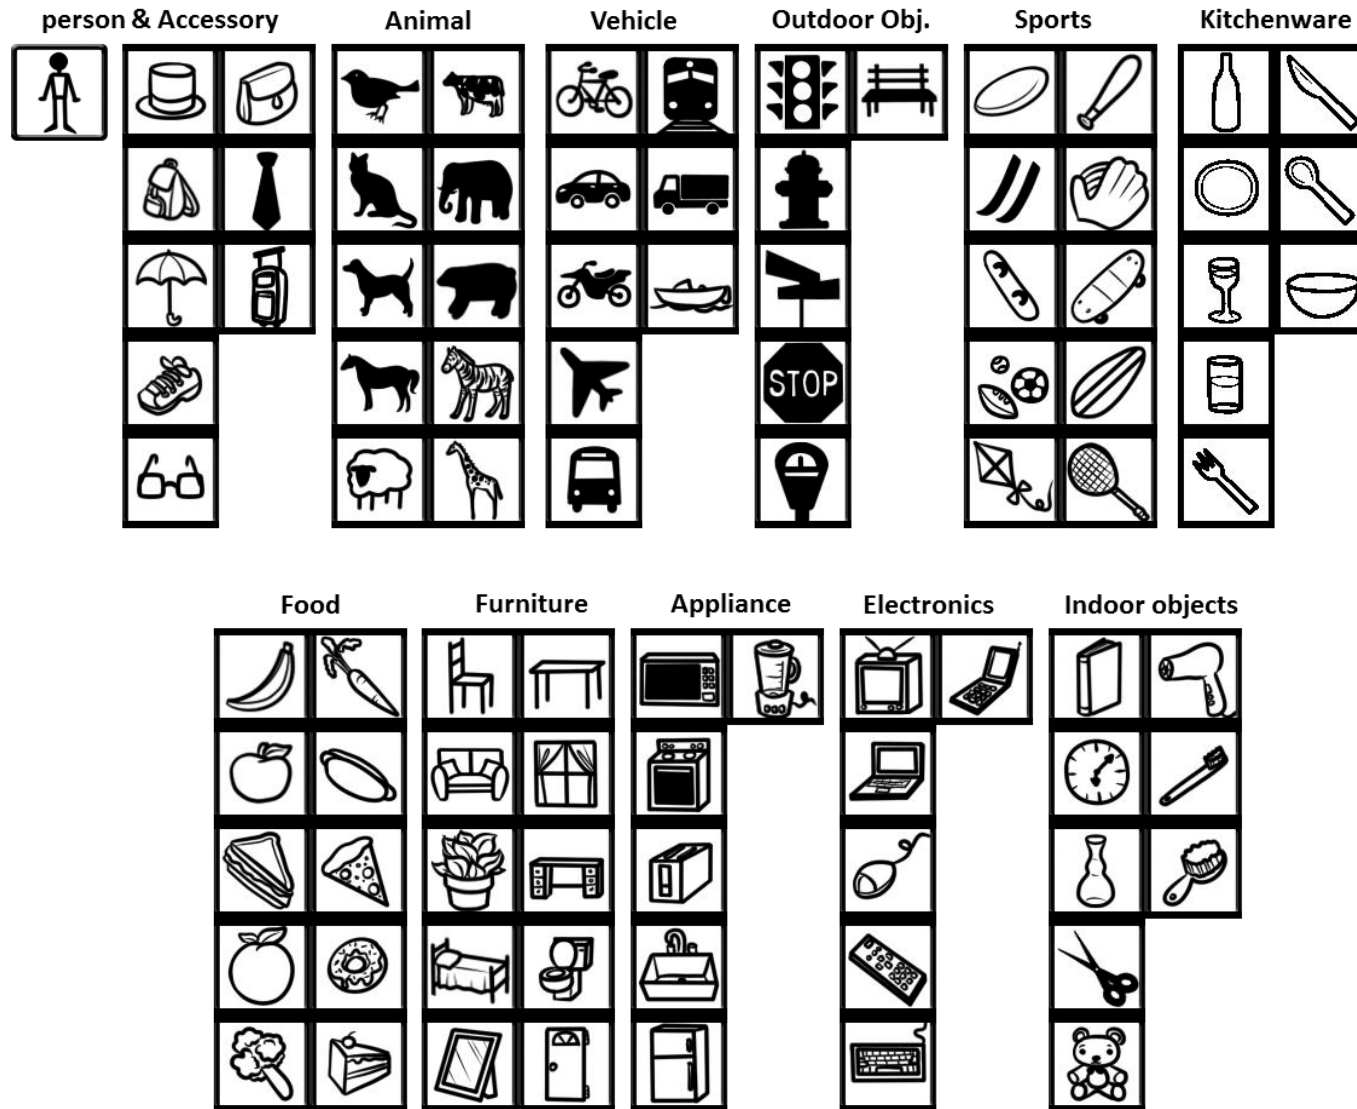 person & Accessory
Animal
Vehicle
Outdoor Obj.
Sports
Kitchenware
STOP
Food
Furniture
Appliance
Electronics
Indoor objects